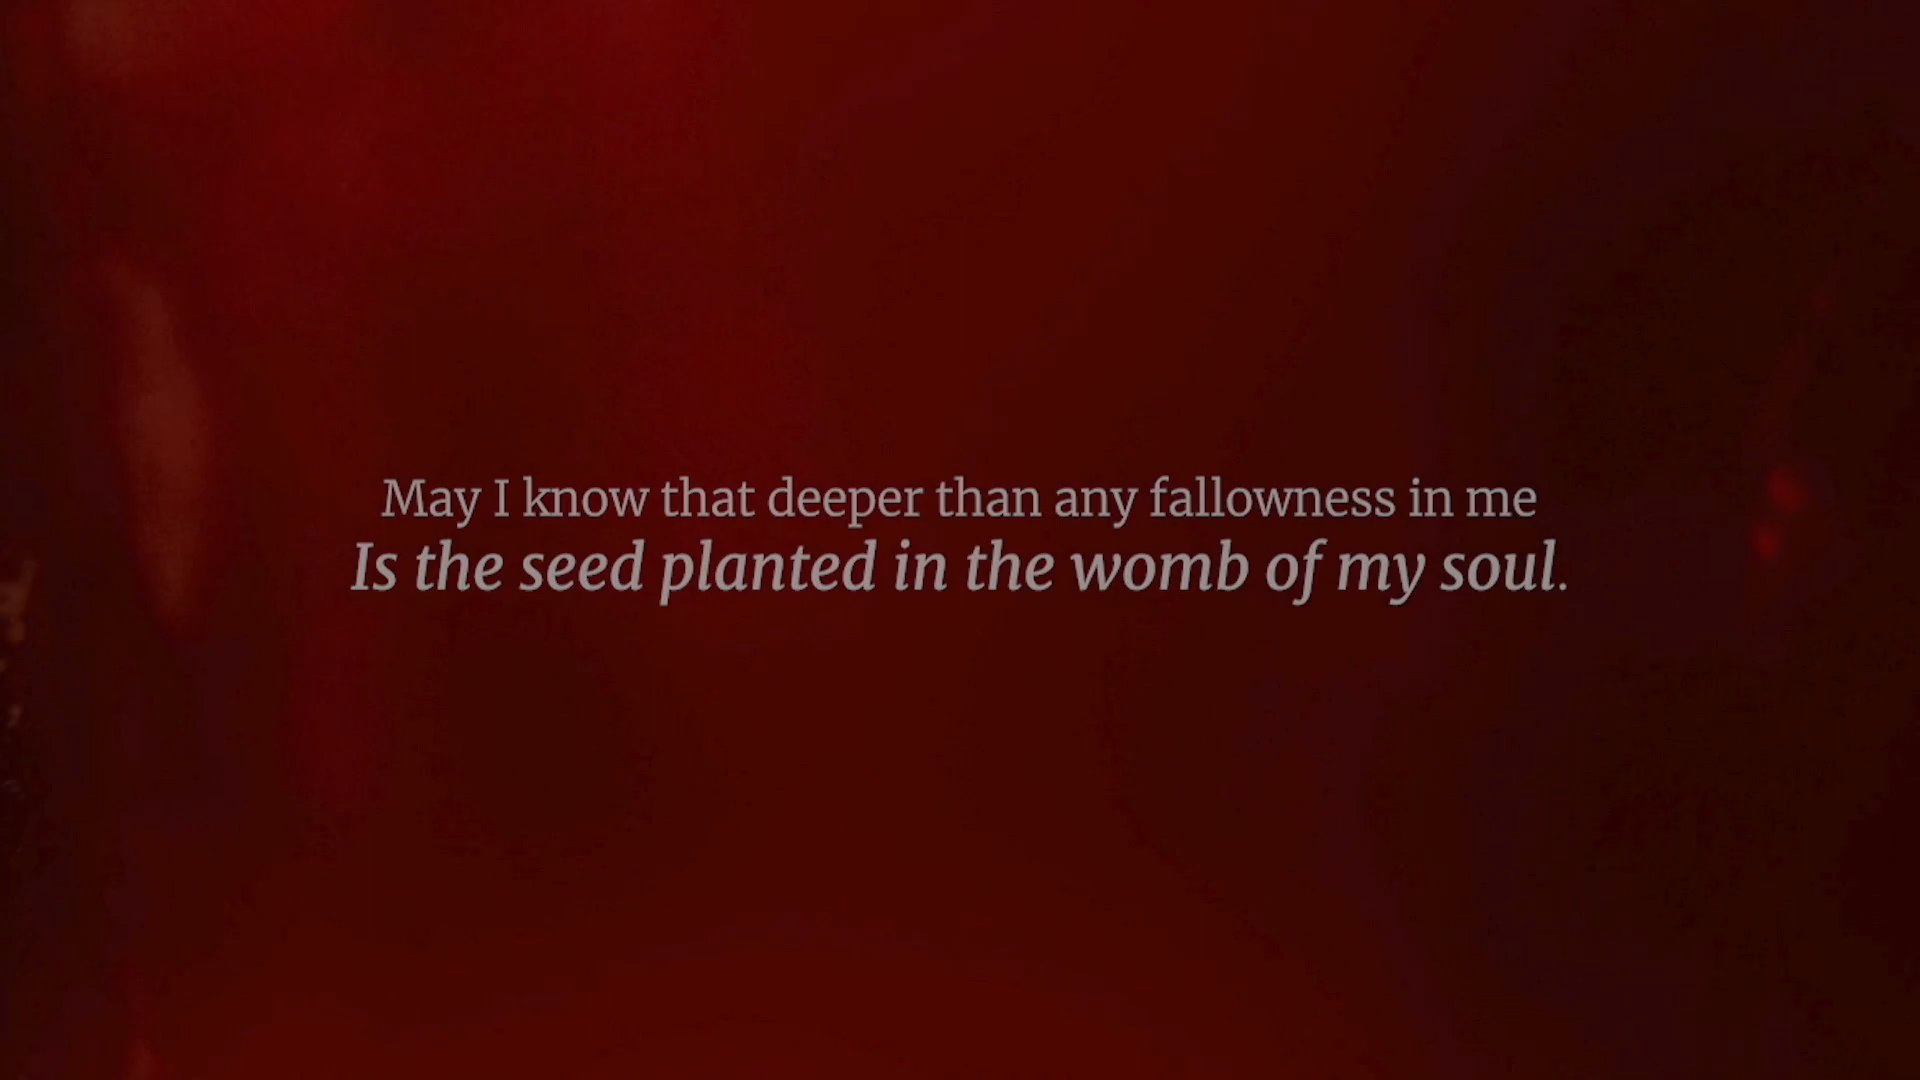 May I know that deeper than any fallowness in me
Is the seed planted in the womb of my soul.